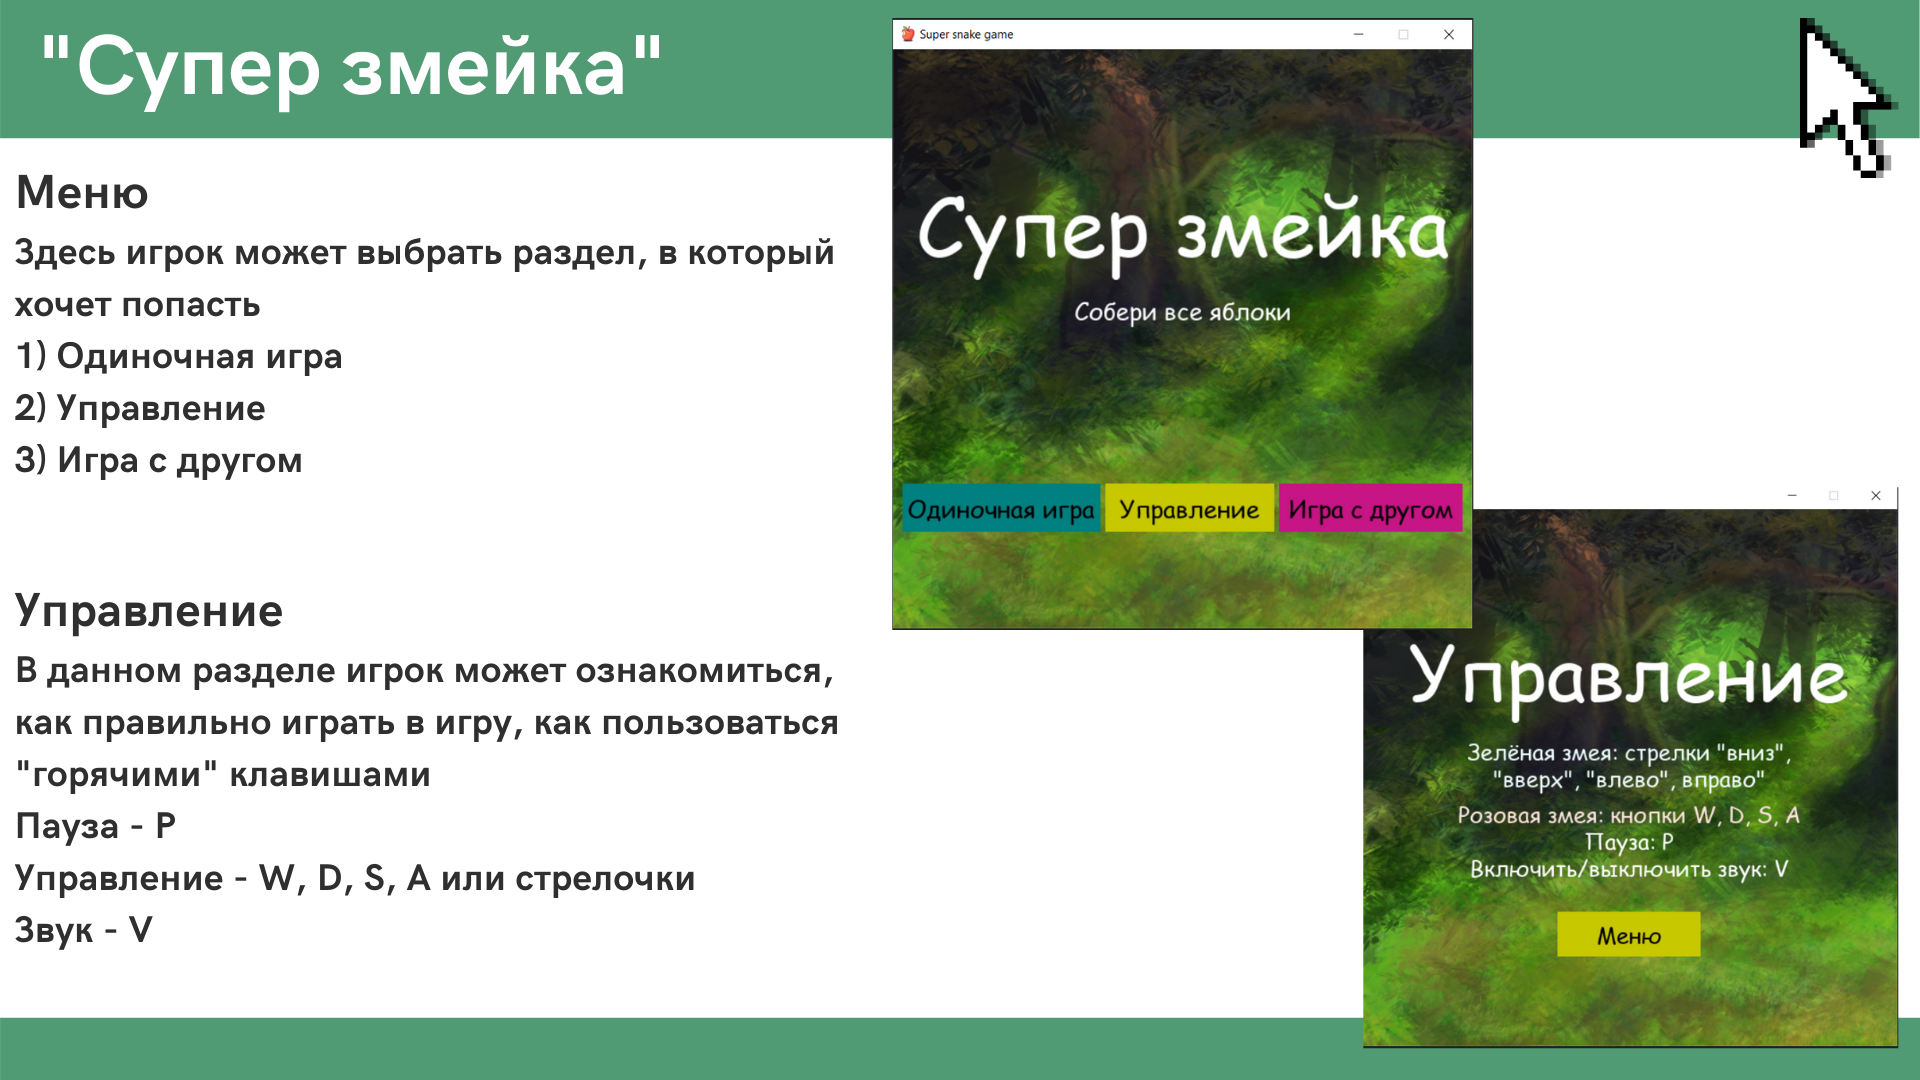 "Супер змейка"
Меню
Здесь игрок может выбрать раздел, в который
хочет попасть
1) Одиночная игра
2) Управление
3) Игра с другом
Управление
В данном разделе игрок может ознакомиться,
как правильно играть в игру, как пользоваться
"горячими" клавишами
Пауза - P
Управление - W, D, S, A или стрелочки
Звук - V
Super snake game
Супер змейка
Собери все яблоки
Одиночная игра
Управление
Игра с другом
Управление
Зелёная змея: стрелки "вниз",
"вверх", "влево", вправо"
Розовая змея: кнопки W, D, S, A
Пауза: P
Включить/выключить звук: V
Меню